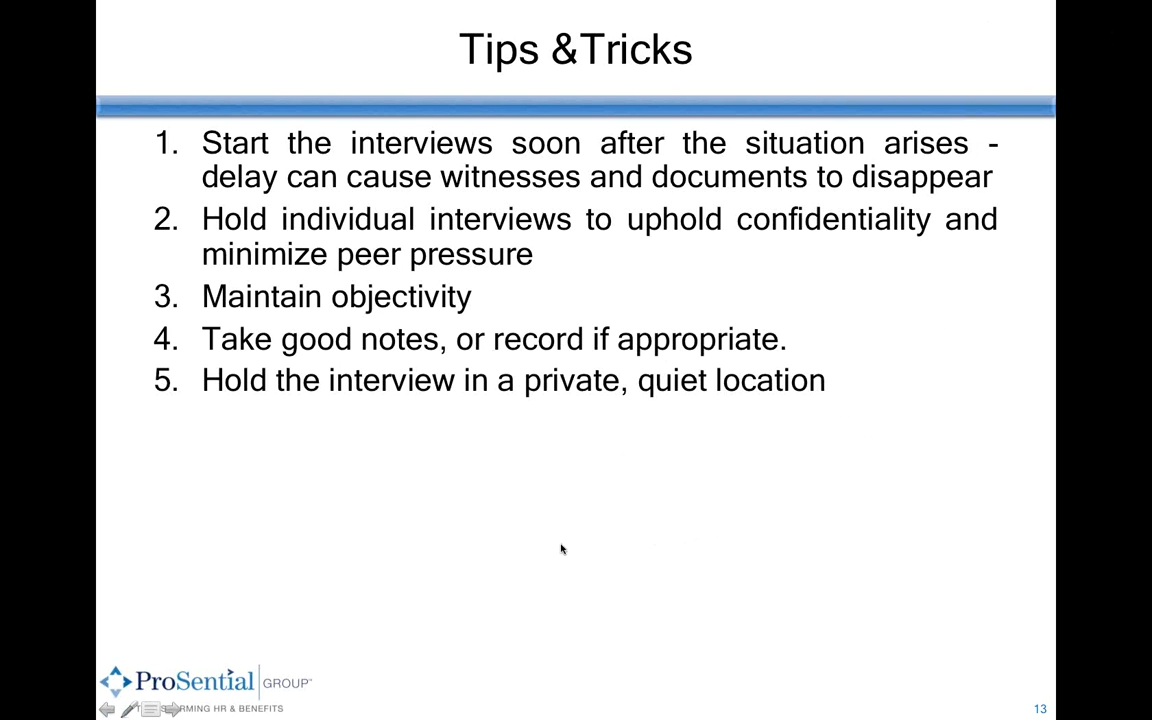 Tips &Tricks
1. Start the interviews soon after the situation arises -
delay can cause witnesses and documents to disappear
2. Hold individual interviews to uphold confidentiality and
minimize peer pressure
3. Maintain objectivity
4. Take good notes, or record if appropriate.
5. Hold the interview in a private, quiet location
ProSential GROUP
RMING HR & BENEFITS
13